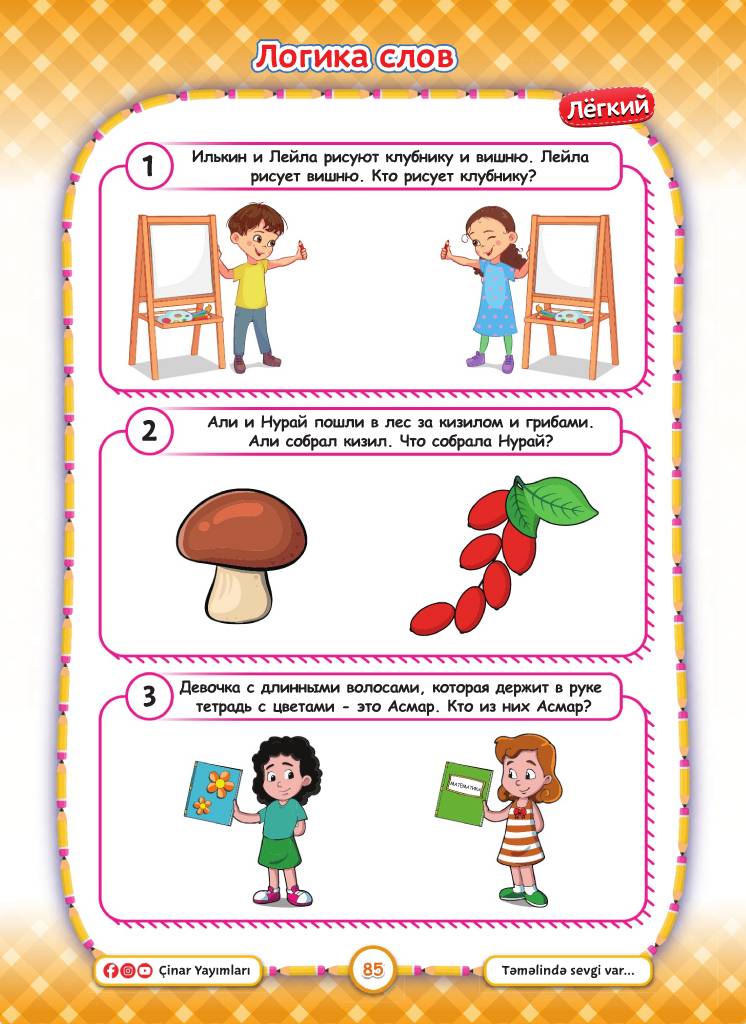 Логика слов
Лёгкий
1
Илькин и Лейла рисуют клубнику и вишню. Лейла
рисует вишню. Кто рисует клубнику?
2
Али и Нурай пошли в лес за кизилом и грибами.
Али собрал кизил. Что собрала Нурай?
3
Девочка с длинными волосами, которая держит в руке
тетрадь с цветами - это Асмар. Кто из них Асмар?
МАТЕМАТИКА
Çinar Yayımları
85
Təməlində sevgi var...